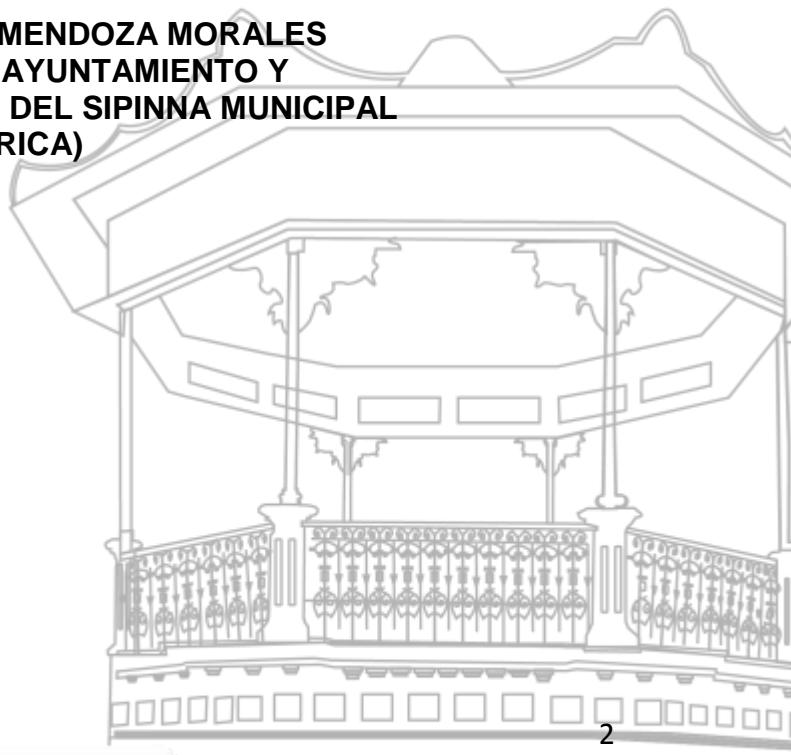 MENDOZA MORALES
AYUNTAMIENTO Y
DEL SIPINNA MUNICIPAL
RICA)
2